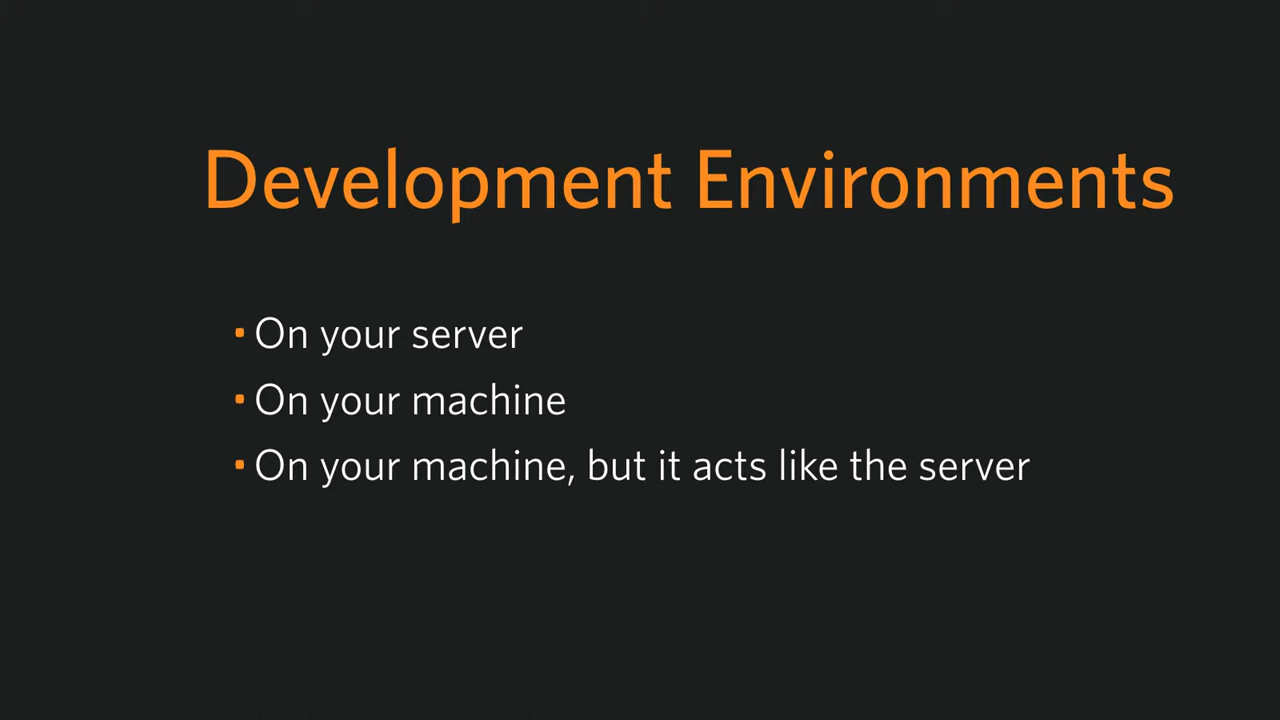 Development Environments
▪ On your server
▪ On your machine
▪ On your machine, but it acts like the server